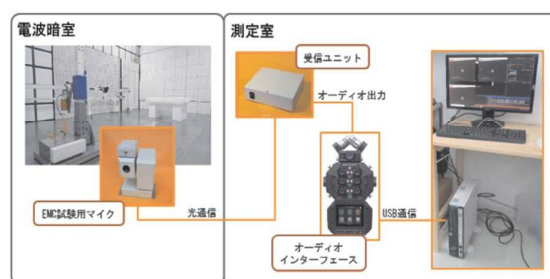 電波暗室
測定室
受信ユニット
オーディオ出力
EMC試験用マイク
光通信
USB通信
オーディオ
インターフェース